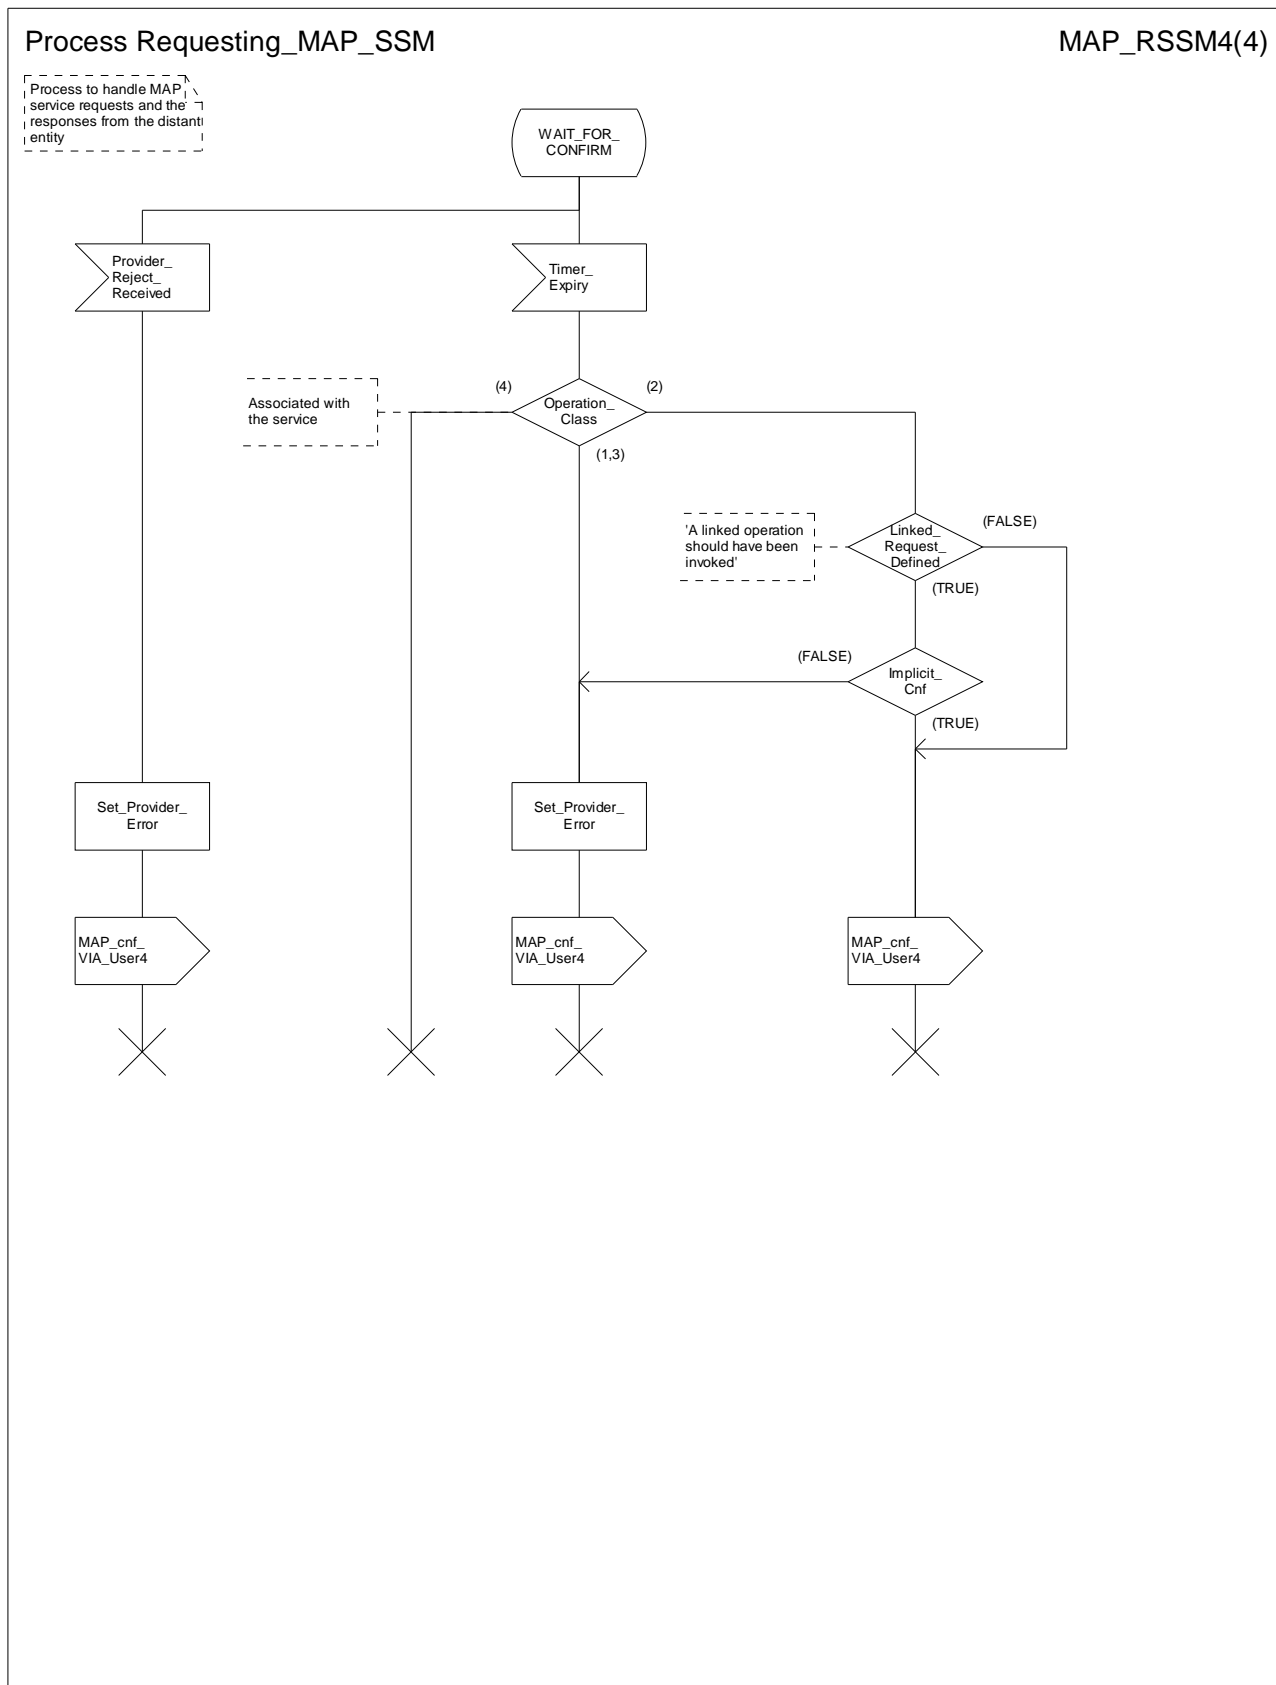 Process Requesting_MAP_SSM
MAP_RSSM4(4)
Process to handle MAP
service requests and the
responses from the distant
entity
WAIT_FOR_
CONFIRM
Provider_
Reject_
Received
Timer_
Expiry
Associated with
the service
(4)
Operation_
Class
(2)
(1,3)
'A linked operation
should have been
invoked'
Linked_
Request_
Defined
(FALSE)
(TRUE)
(FALSE)
Implicit_
Cnf
(TRUE)
Set_Provider_
Error
Set_Provider_
Error
MAP_cnf_
VIA_User4
MAP_cnf_
VIA_User4
MAP_cnf_
VIA_User4